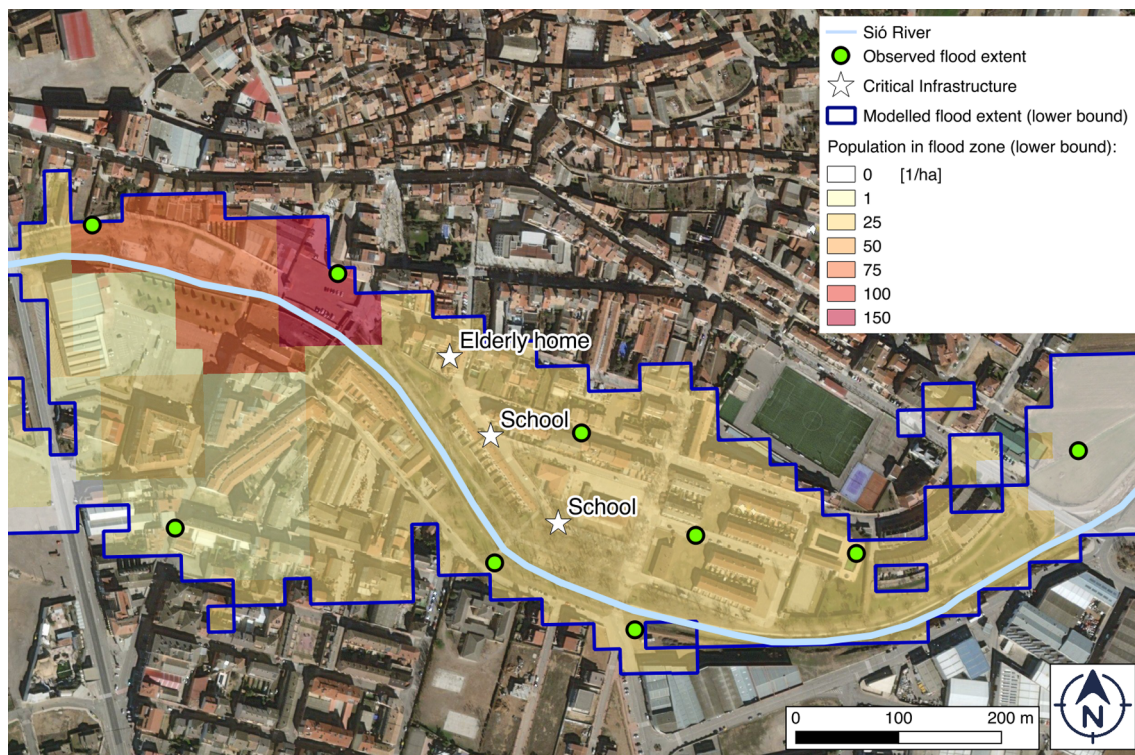 Sió River
Observed flood extent
Critical Infrastructure
Modelled flood extent (lower bound)
Population in flood zone (lower bound):
0 [1/ha]
1
25
50
75
100
150
Elderly home
School
School
0 100 200 m
N